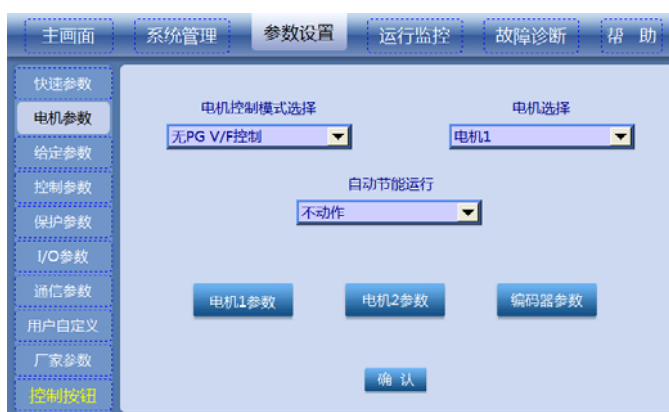 主画面 系统管理 参数设置 运行监控 故障诊断 帮 助
快速参数
电机参数
给定参数
控制参数
保护参数
I/O参数
通信参数
用户自定义
厂家参数
控制按钮
电机控制模式选择 电机选择
无PG V/F控制 电机1
自动节能运行
不动作
电机1参数 电机2参数 编码器参数
确 认